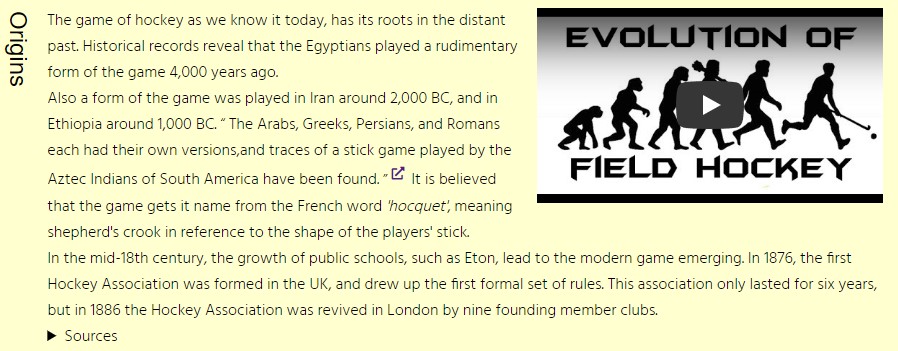 Origins
The game of hockey as we know it today, has its roots in the distant
past. Historical records reveal that the Egyptians played a rudimentary
form of the game 4,000 years ago.
Also a form of the game was played in Iran around 2,000 BC, and in
Ethiopia around 1,000 BC. “ The Arabs, Greeks, Persians, and Romans
each had their own versions,and traces of a stick game played by the
Aztec Indians of South America have been found. ” It is believed
that the game gets it name from the French word 'hocquet', meaning
shepherd's crook in reference to the shape of the players' stick.
In the mid-18th century, the growth of public schools, such as Eton, lead to the modern game emerging. In 1876, the first
Hockey Association was formed in the UK, and drew up the first formal set of rules. This association only lasted for six years,
but in 1886 the Hockey Association was revived in London by nine founding member clubs.
Sources
EVOLUTION OF
FIELD HOCKEY